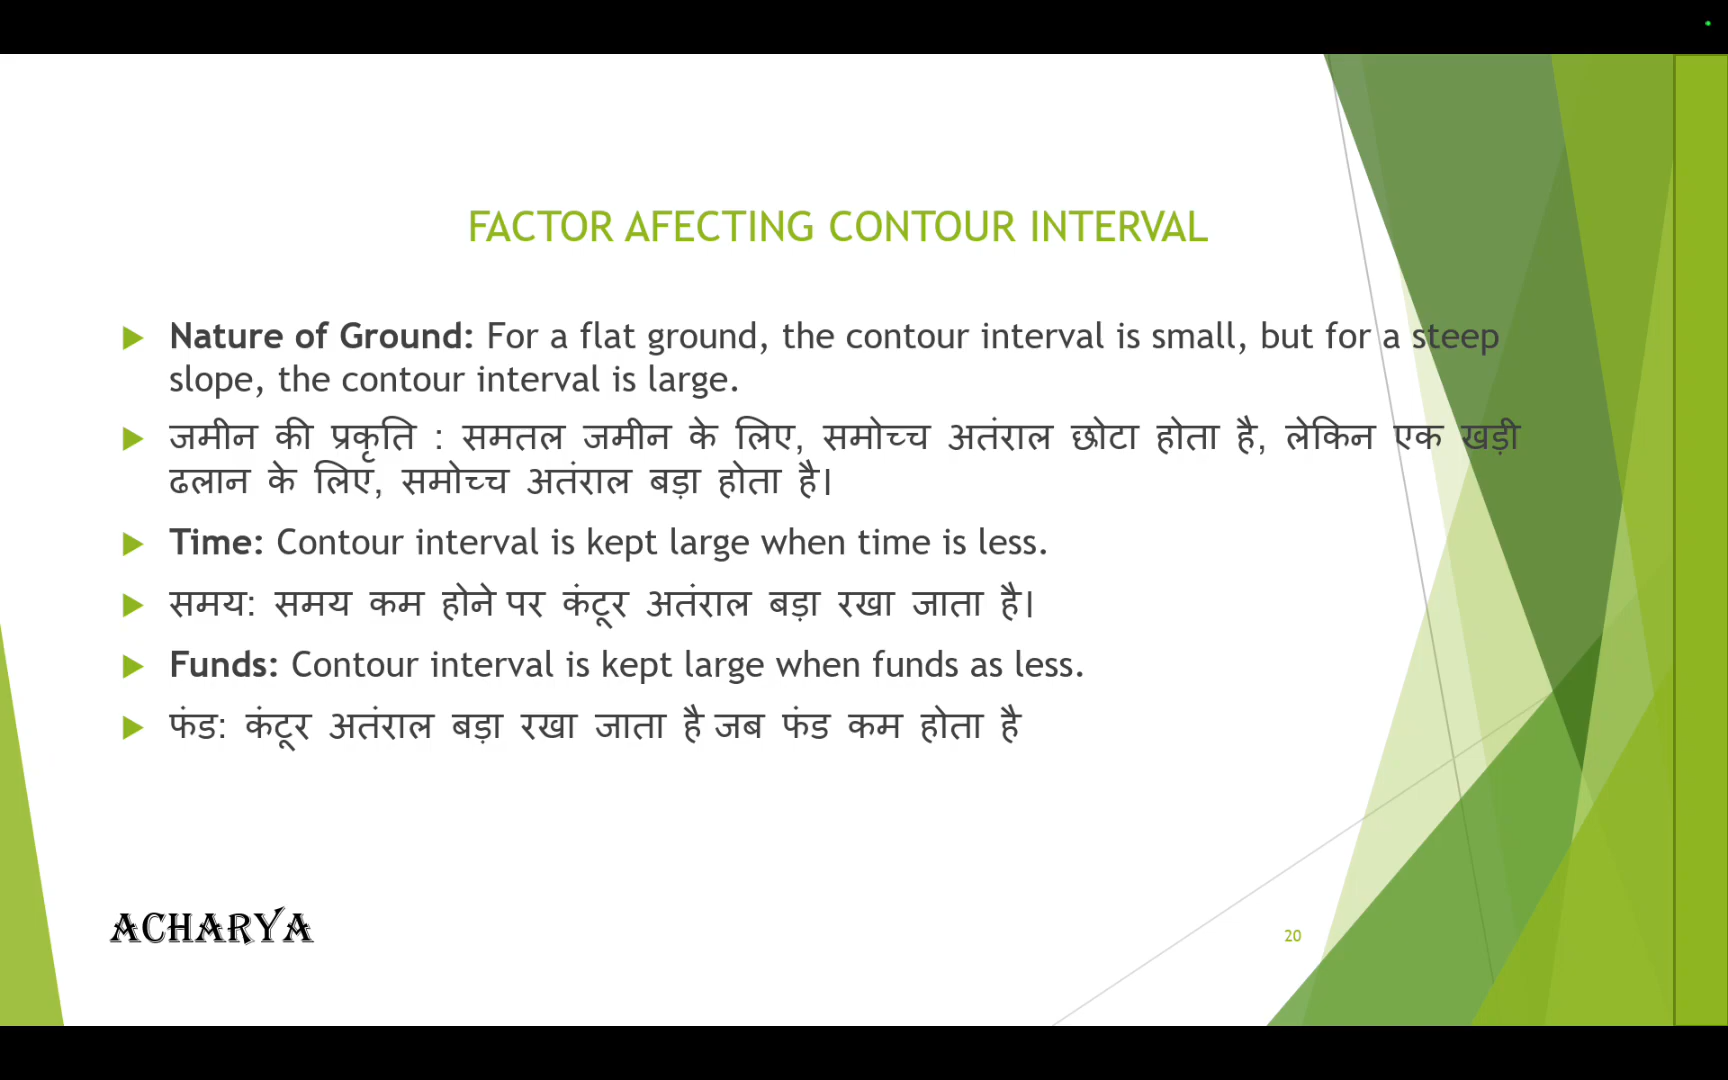 FACTOR AFECTING CONTOUR INTERVAL
Nature of Ground: For a flat ground, the contour interval is small, but for a steep
slope, the contour interval is large.
जमीन की प्रकृति : समतल जमीन के लिए, समोच्च अतंराल छोटा होता है, लेकिन एक खड़ी
ढलान के लिए, समोच्च अतंराल बड़ा होता है।
Time: Contour interval is kept large when time is less.
समय: समय कम होने पर कंटूर अतंराल बड़ा रखा जाता है।
Funds: Contour interval is kept large when funds as less.
फंड: कंटूर अतंराल बड़ा रखा जाता है जब फंड कम होता है
ACHARYA
20